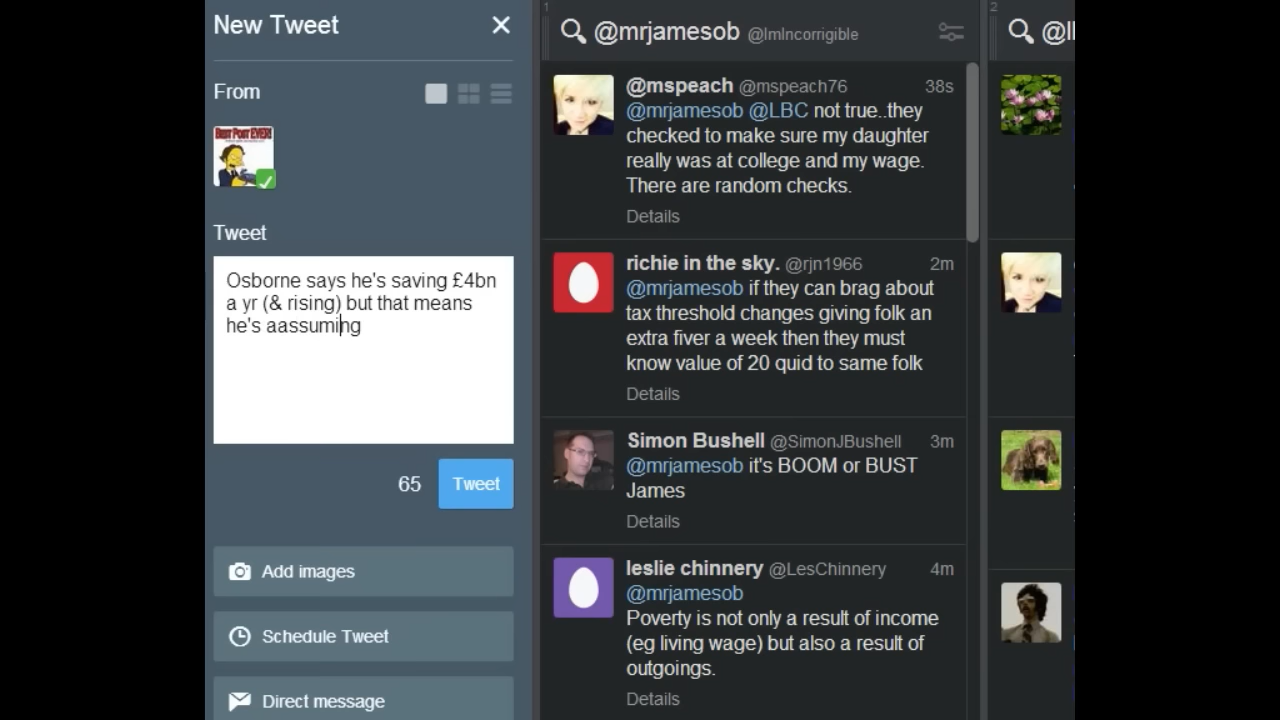 New Tweet
From
BEST POST EVER!
Tweet
Osborne says he's saving £4bn
a yr (& rising) but that means
he's aassuming
65
Tweet
Add images
Schedule Tweet
Direct message
1
@mrjamesob @ImIncorrigible
@mspeach @mspeach76 38s
@mrjamesob @LBC not true..they
checked to make sure my daughter
really was at college and my wage.
There are random checks.
Details
richie in the sky. @rjn1966 2m
@mrjamesob if they can brag about
tax threshold changes giving folk an
extra fiver a week then they must
know value of 20 quid to same folk
Details
Simon Bushell @SimonJBushell 3m
@mrjamesob it's BOOM or BUST
James
Details
leslie chinnery @LesChinnery 4m
@mrjamesob
Poverty is not only a result of income
(eg living wage) but also a result of
outgoings.
Details
2